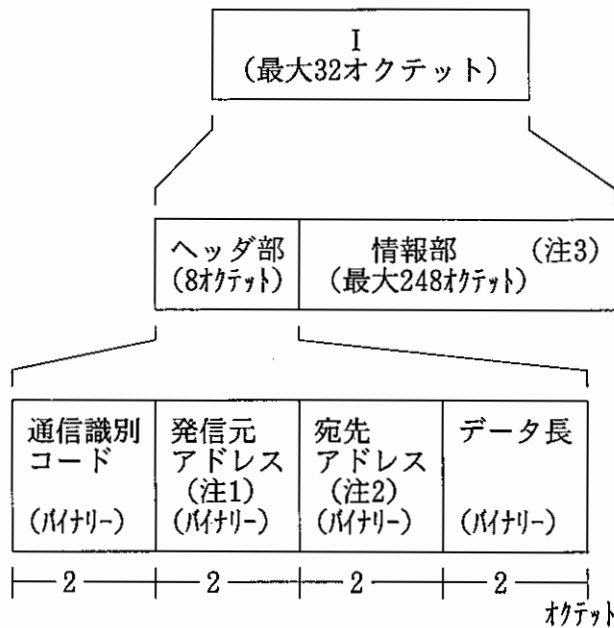 I
(最大32オクテット)
ヘッダ部
(8オクテット)
情報部 (注3)
(最大248オクテット)
通信識別
コード
(バイナリー)
発信元
アドレス
(注1)
(バイナリー)
宛先
アドレス
(注2)
(バイナリー)
データ長
(バイナリー)
2 2 2 2
オクテット